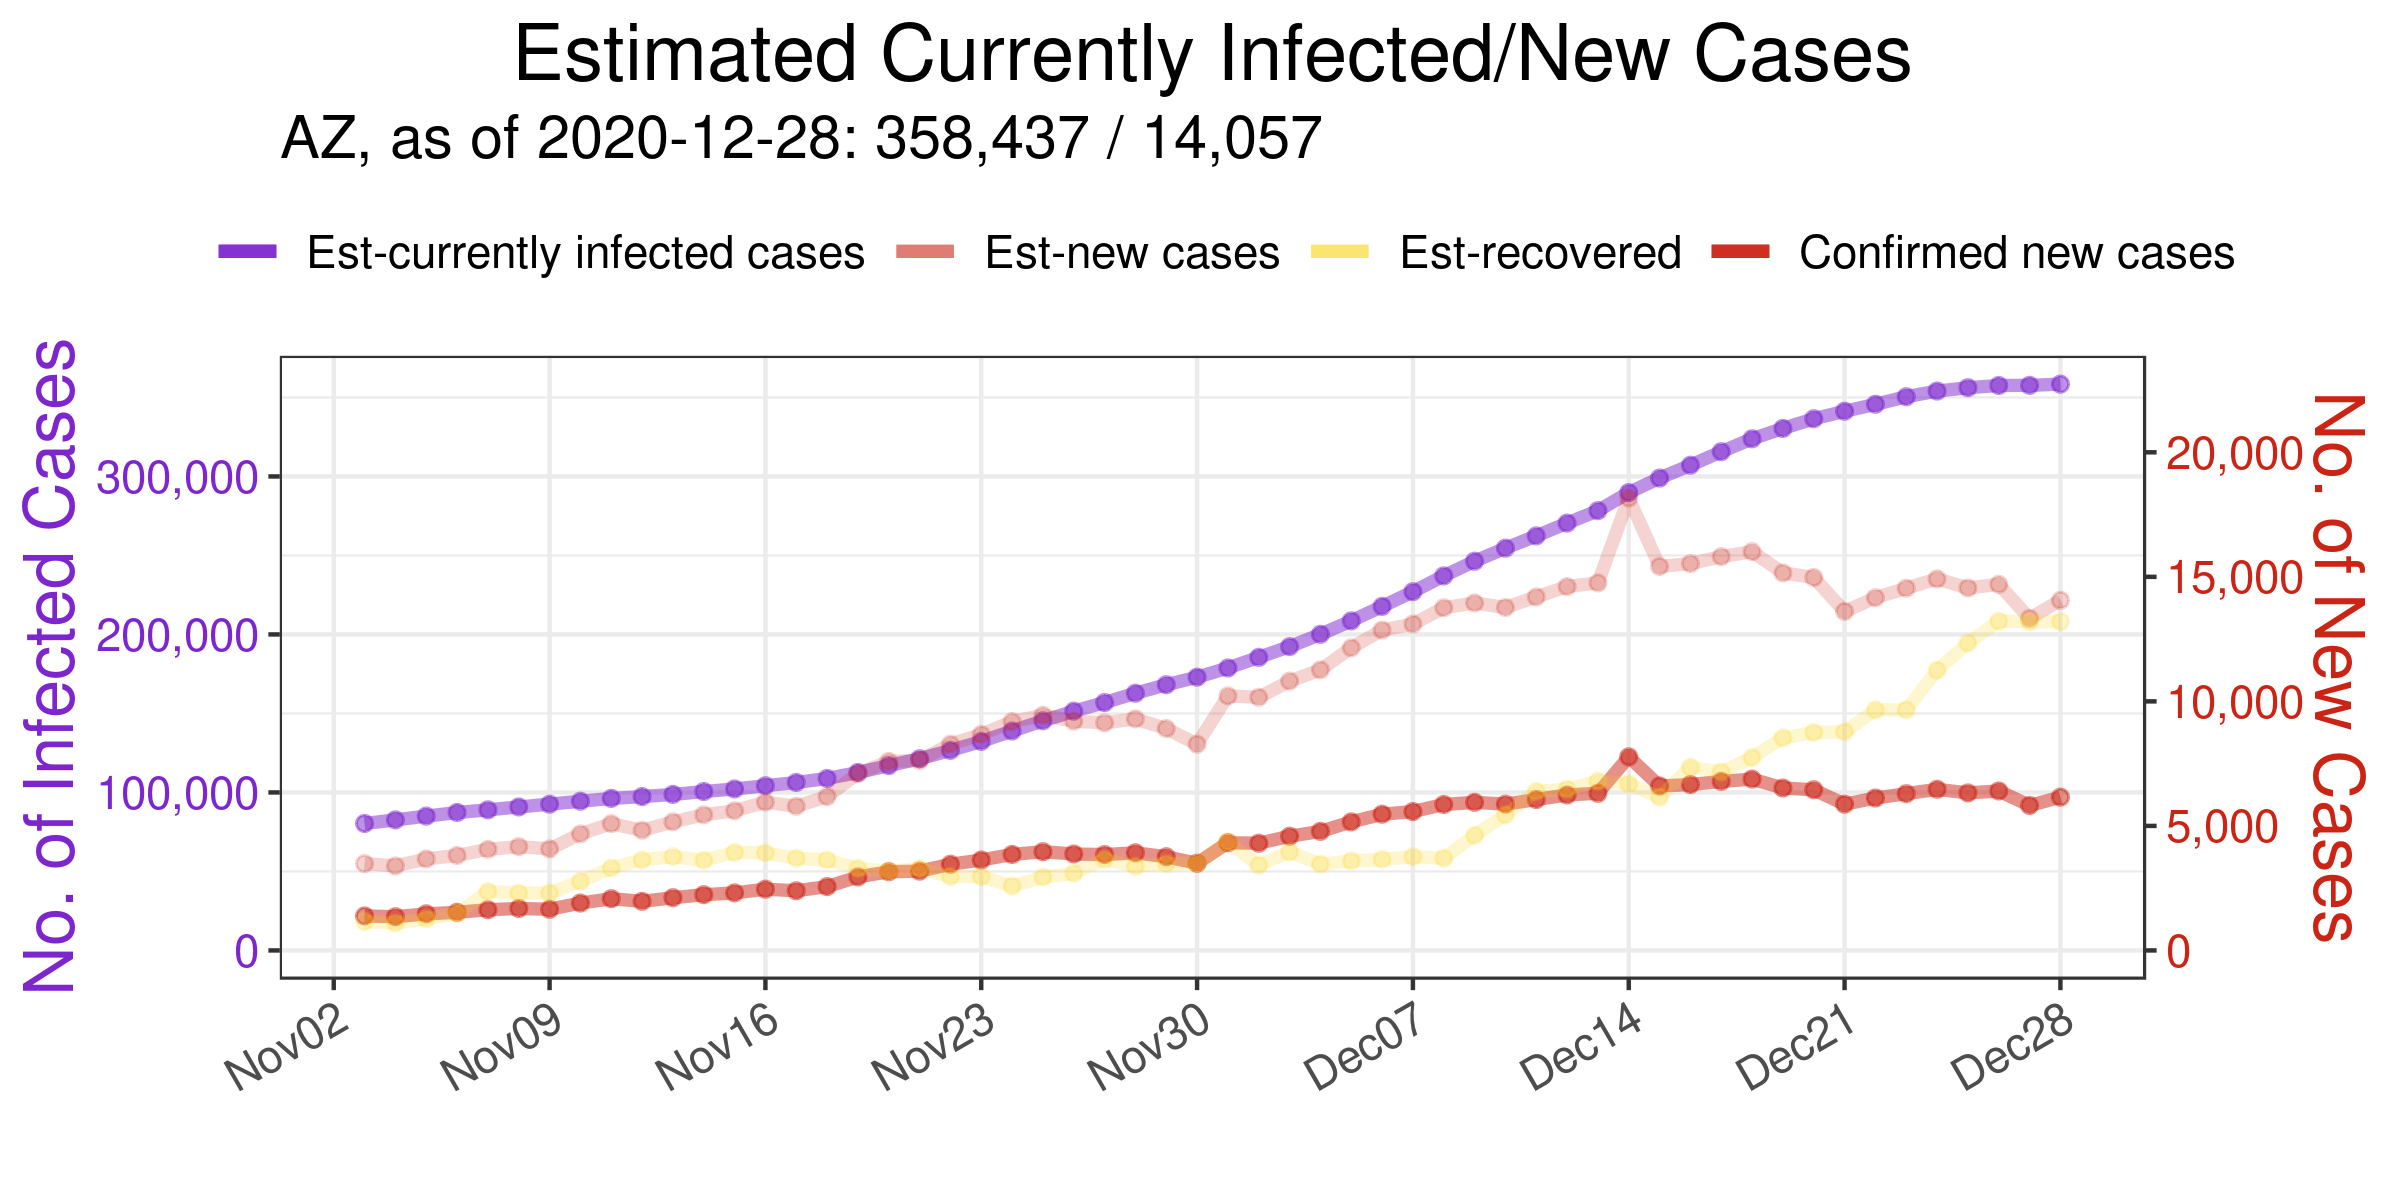 Estimated Currently Infected/New Cases
AZ, as of 2020-12-28: 358,437 / 14,057
Est-currently infected cases Est-new cases Est-recovered Confirmed new cases
No. of Infected Cases
300,000
200,000
100,000
0
20,000
15,000
10,000
5,000
0
No. of New Cases
Nov02 Nov09 Nov16 Nov23 Nov30 Dec07 Dec14 Dec21 Dec28